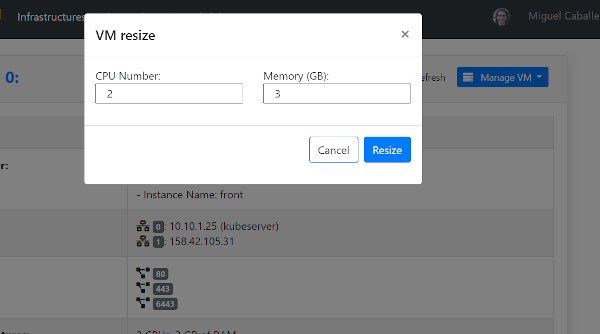 Infrastructures
Miguel Caballe
VM resize
×
0:
efresh
Manage VM
CPU Number:
Memory (GB):
2
3
Cancel
Resize
r:
- Instance Name: front
0: 10.10.1.25 (kubeserver)
1: 158.42.105.31
80
443
6443